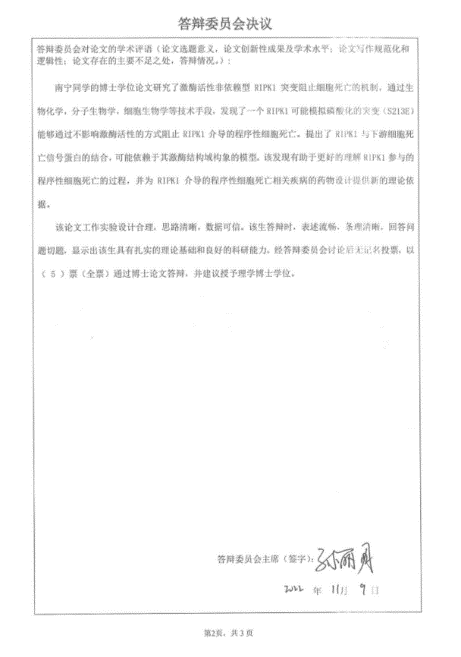 答辩委员会决议
答辩委员会对论文的学术评语（论文选题意义，论文创新性成果及学术水平；论文写作规范化和
逻辑性；论文存在的主要不足之处，答辩情况。）：
南宁同学的博士学位论文研究了激酶活性非依赖型 RIPK1 突变阻止细胞死亡的机制，通过生
物化学，分子生物学，细胞生物学等技术手段，发现了一个 RIPK1 可能模拟磷酸化的突变（S213E）
能够通过不影响激酶活性的方式阻止 RIPK1 介导的程序性细胞死亡。提出了 RIPK1 与下游细胞死
亡信号蛋白的结合，可能依赖于其激酶结构域构象的模型。该发现有助于更好的理解 RIPK1 参与的
程序性细胞死亡的过程，并为 RIPK1 介导的程序性细胞死亡相关疾病的药物设计提供新的理论依
据。
该论文工作实验设计合理，思路清晰，数据可信。该生答辩时，表述流畅，条理清晰，回答问
题切题，显示出该生具有扎实的理论基础和良好的科研能力。经答辩委员会讨论后无记名投票，以
（ 5 ）票（全票）通过博士论文答辩，并建议授予理学博士学位。
答辩委员会主席（签字）：孙丽明
2022 年 11月 9日
第2页，共 3 页